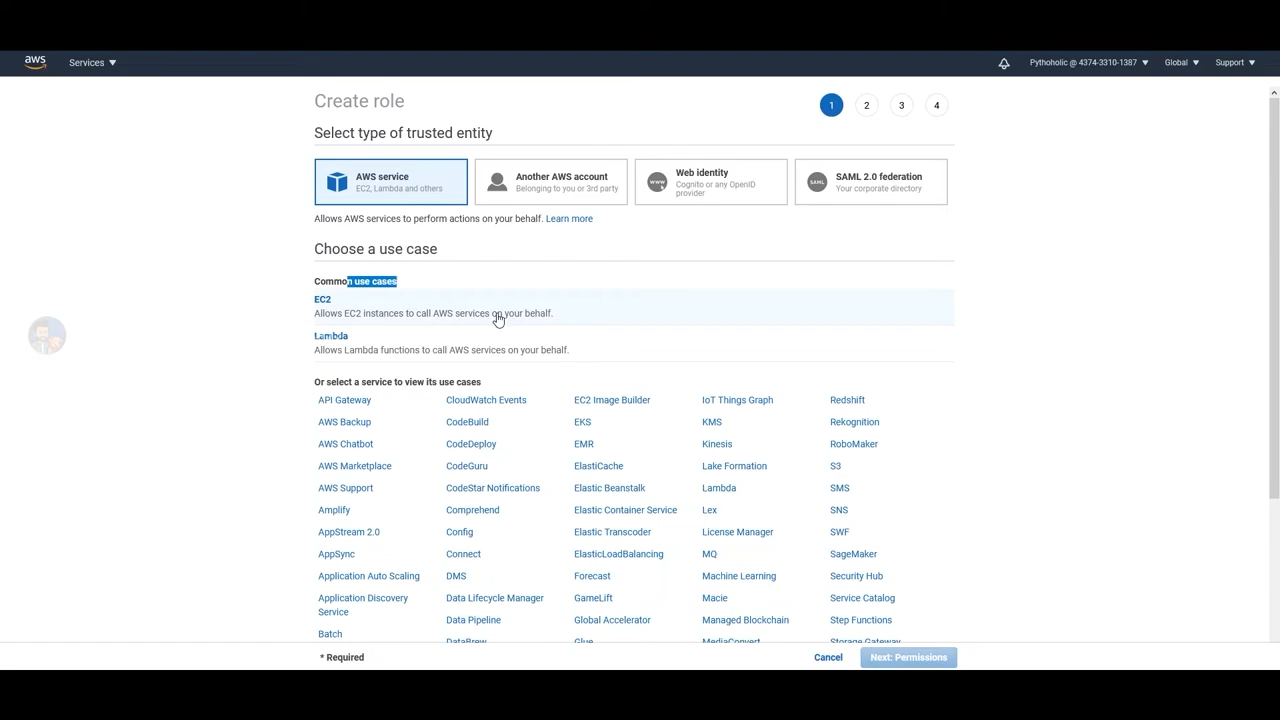 aws Services Pythoholic @ 4374-3310-1387 Global Support
Create role
1 2 3 4
Select type of trusted entity
AWS service
EC2, Lambda and others
Another AWS account
Belonging to you or 3rd party
www
Web identity
Cognito or any OpenID
provider
SAML
SAML 2.0 federation
Your corporate directory
Allows AWS services to perform actions on your behalf. Learn more
Choose a use case
Common use cases
EC2
Allows EC2 instances to call AWS services on your behalf.
Lambda
Allows Lambda functions to call AWS services on your behalf.
Or select a service to view its use cases
API Gateway CloudWatch Events EC2 Image Builder IoT Things Graph Redshift
AWS Backup CodeBuild EKS KMS Rekognition
AWS Chatbot CodeDeploy EMR Kinesis RoboMaker
AWS Marketplace CodeGuru ElastiCache Lake Formation S3
AWS Support CodeStar Notifications Elastic Beanstalk Lambda SMS
Amplify Comprehend Elastic Container Service Lex SNS
AppStream 2.0 Config Elastic Transcoder License Manager SWF
AppSync Connect ElasticLoadBalancing MQ SageMaker
Application Auto Scaling DMS Forecast Machine Learning Security Hub
Application Discovery Data Lifecycle Manager GameLift Macie Service Catalog
Service Data Pipeline Global Accelerator Managed Blockchain Step Functions
Batch DataBrew Glue MediaConvert Storage Gateway
* Required Cancel Next: Permissions